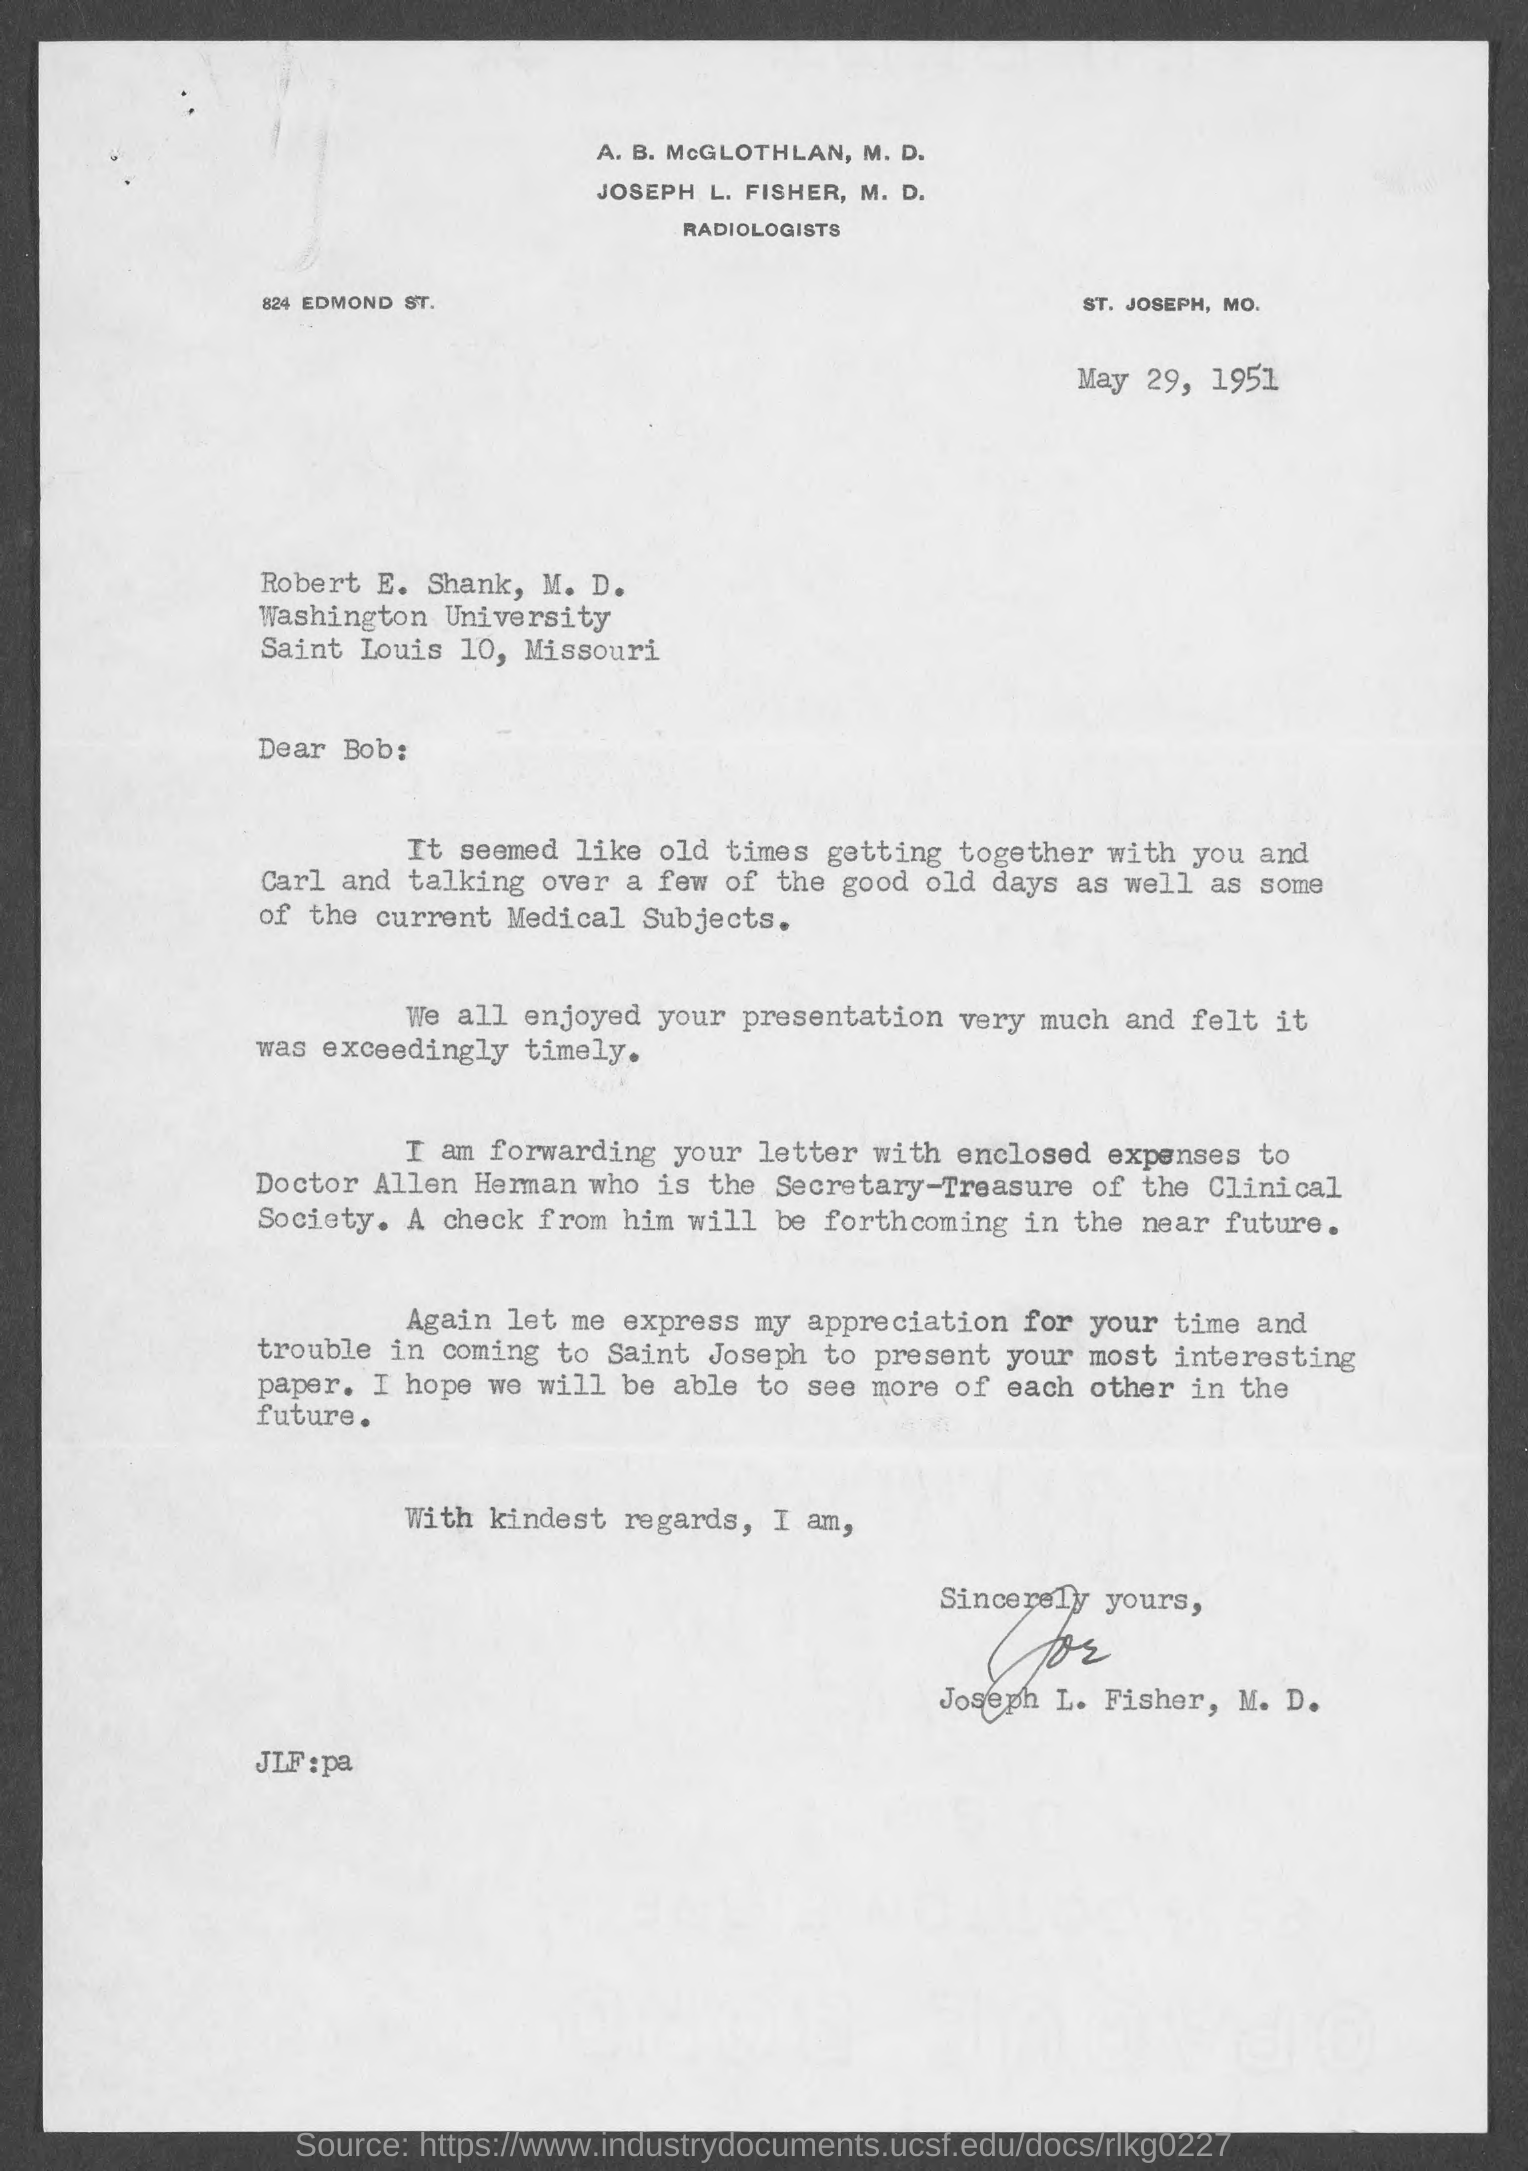 A. B. McGLOTHLAN, M. D.
JOSEPH L. FISHER, M. D.
RADIOLOGISTS
824 EDMOND ST.
ST. JOSEPH, MO.
May 29, 1951
Robert E. Shank, M. D.
Washington University
Saint Louis 10, Missouri
Dear Bob:
It seemed like old times getting together with you and
Carl and talking over a few of the good old days as well as some
of the current Medical Subjects.
We all enjoyed your presentation very much and felt it
was exceedingly timely.
I am forwarding your letter with enclosed expenses to
Doctor Allen Herman who is the Secretary-Treasure of the Clinical
Society. A check from him will be forthcoming in the near future.
Again let me express my appreciation for your time and
trouble in coming to Saint Joseph to present your most interesting
paper. I hope we will be able to see more of each other in the
future.
With kindest regards, I am,
Sincerely yours,
Joe
Joseph L. Fisher, M. D.
JLF:pa
Source: https://www.industrydocuments.ucsf.edu/docs/rlkg0227